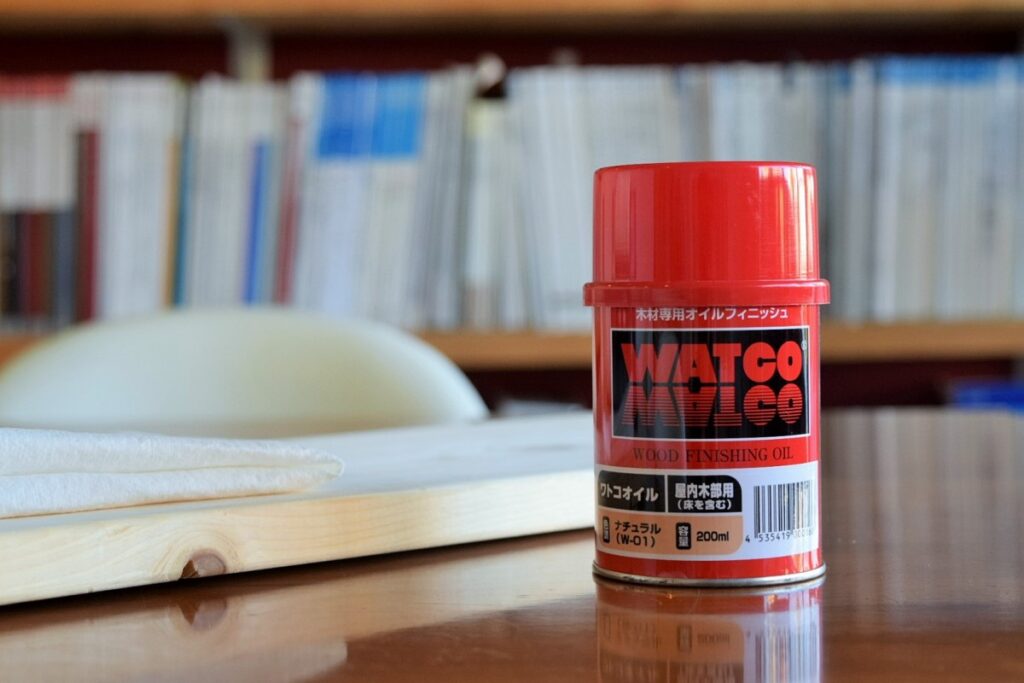 木材専用オイルフィニッシュ
WATCO®
WOOD FINISHING OIL
ワトコオイル
屋内木部用
(床を含む)
ナチュラル
(W-01)
容量 200ml
4 535419